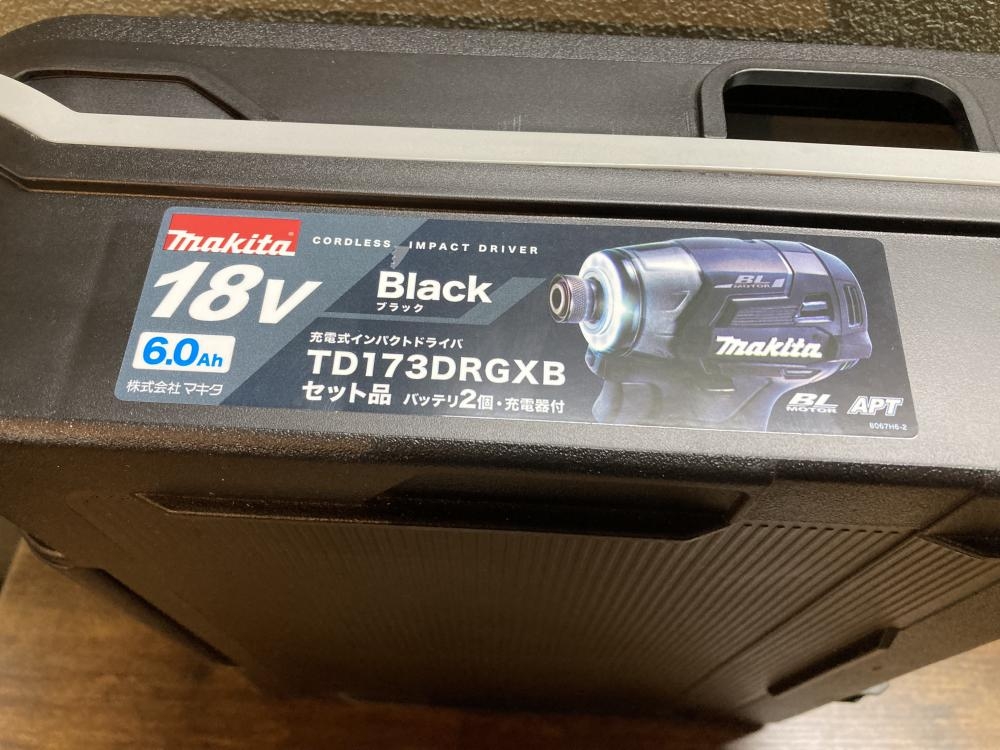 makita
CORDLESS IMPACT DRIVER
18V
Black
ブラック
6.0Ah
充電式インパクトドライバ
TD173DRGXB
株式会社 マキタ
セット品 バッテリ2個・充電器付
BL
MOTOR
makita
BL
MOTOR
APT
8067H6-2